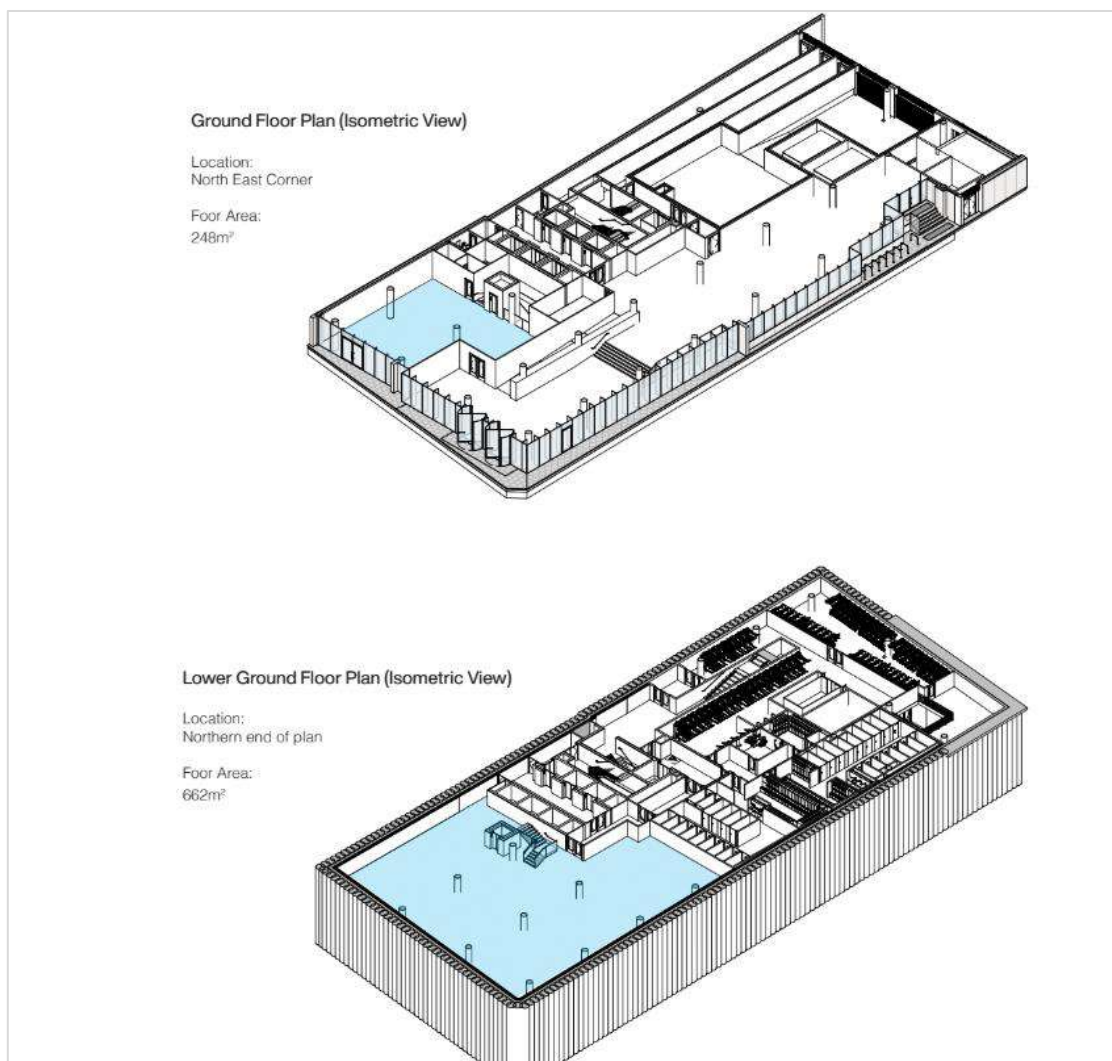 Ground Floor Plan (Isometric View)
Location:
North East Corner
Foor Area:
248m²
Lower Ground Floor Plan (Isometric View)
Location:
Northern end of plan
Foor Area:
662m²